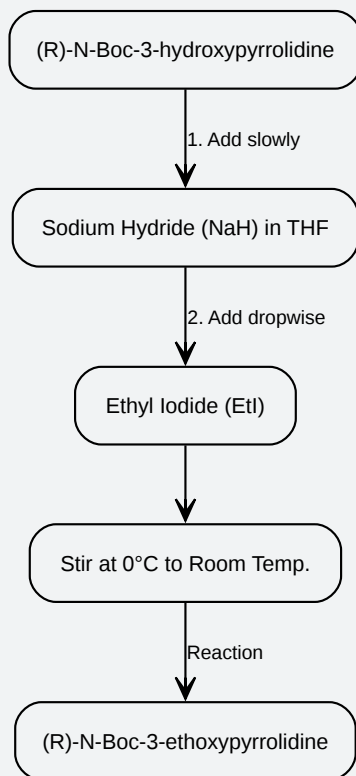 (R)-N-Boc-3-hydroxypyrrolidine
1. Add slowly
Sodium Hydride (NaH) in THF
2. Add dropwise
Ethyl Iodide (EtI)
Stir at 0°C to Room Temp.
Reaction
(R)-N-Boc-3-ethoxypyrrolidine